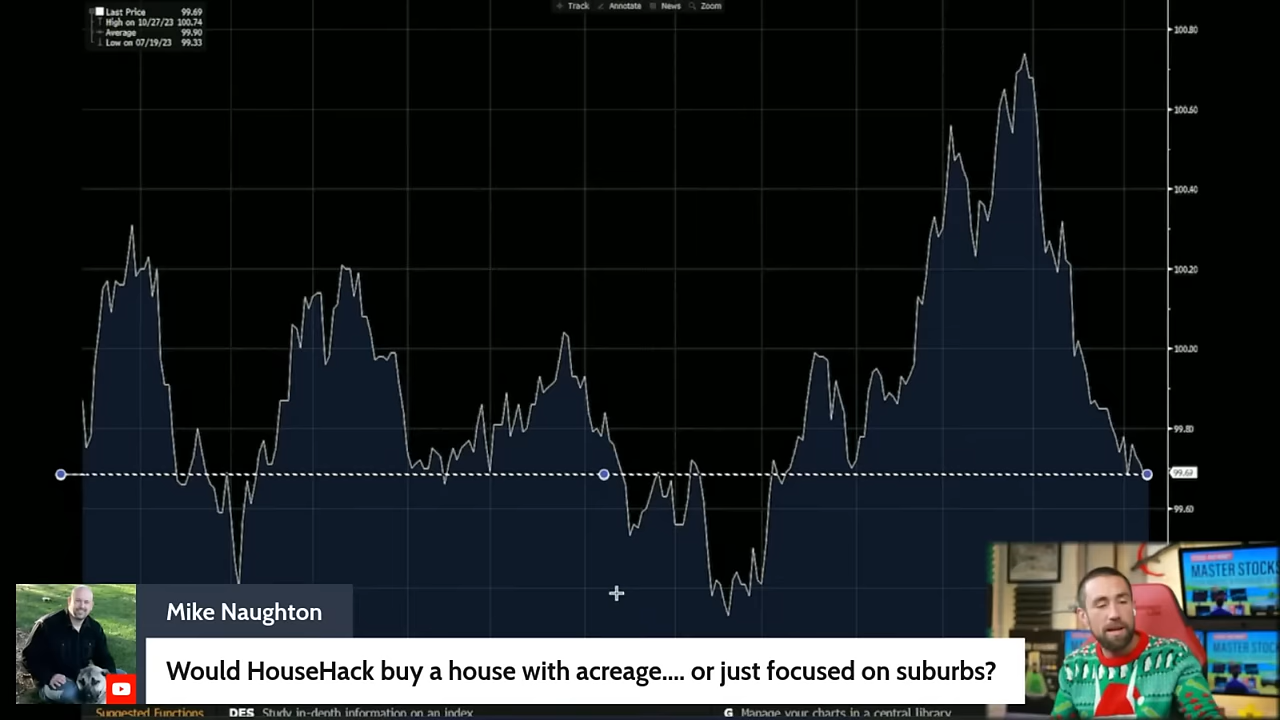 Track Annotate News Zoom
Last Price 99.69
High on 10/27/23 100.74
Average 99.90
Low on 07/19/23 99.33
100.80
100.60
100.40
100.20
100.00
99.80
99.69
99.60
MASTER STOCKS
Mike Naughton
Would HouseHack buy a house with acreage.... or just focused on suburbs?
Suggested Functions DES Study in-depth information on an index G Manage your charts in a central library